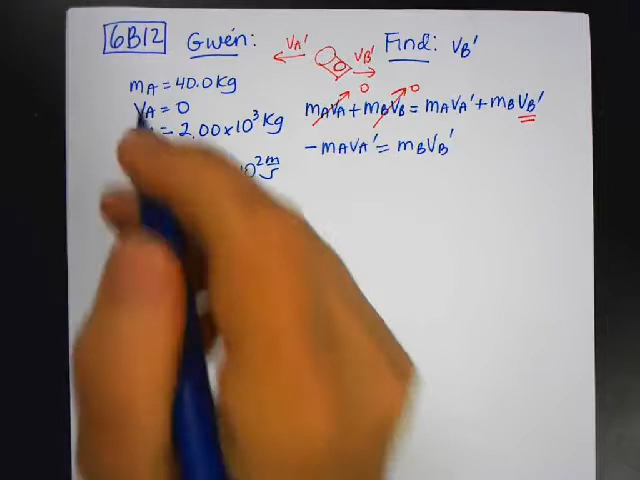 6B12 Given: Find: VB'
VA' VB'
mA = 40.0 kg
0 0
VA = 0 mAVA + mBVB = mAVA' + mBVB'
= 2.00 × 10³ kg
- mAVA' = mBVB'
10² m/s